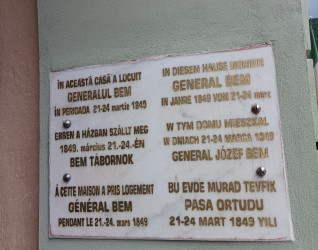 ÎN ACEASTĂ CASĂ A LOCUIT
GENERALUL BEM
ÎN PERIOADA 21-24 martie 1849
EBBEN A HÁZBAN SZÁLLT MEG
1849. március 21.-24.-ÉN
BEM TÁBORNOK
Á CETTE MAISON A PRIS LOGEMENT
GÉNÉRAL BEM
PENDANT LE 21-24. mars 1849
IN DIESEM HAUSE WOHNTE
GENERAL BEM
IN JAHRE 1849 VOM 21-24 marz
W TYM DOMU MIESZKAŁ
W DNIACH 21-24 MARCA 1849
GENERAŁ JÓZEF BEM
BU EVDE MURAD TEVFIK
PASA ORTUDU
21-24 MART 1849 YILI